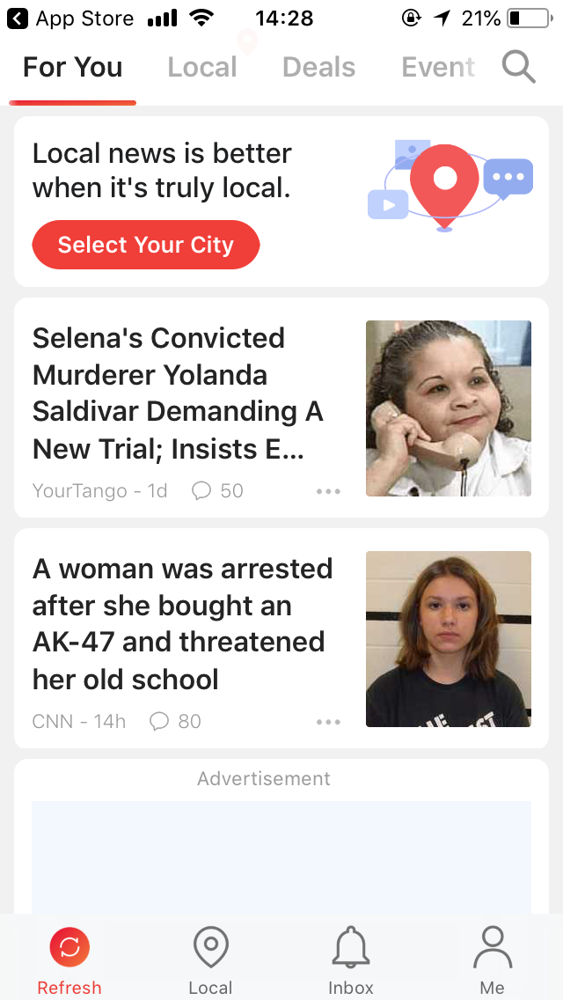 App Store 14:28 21%
For You Local Deals Event
Local news is better
when it's truly local.
Select Your City
Selena's Convicted
Murderer Yolanda
Saldivar Demanding A
New Trial; Insists E...
YourTango - 1d 50
A woman was arrested
after she bought an
AK-47 and threatened
her old school
CNN - 14h 80
Advertisement
Refresh Local Inbox Me